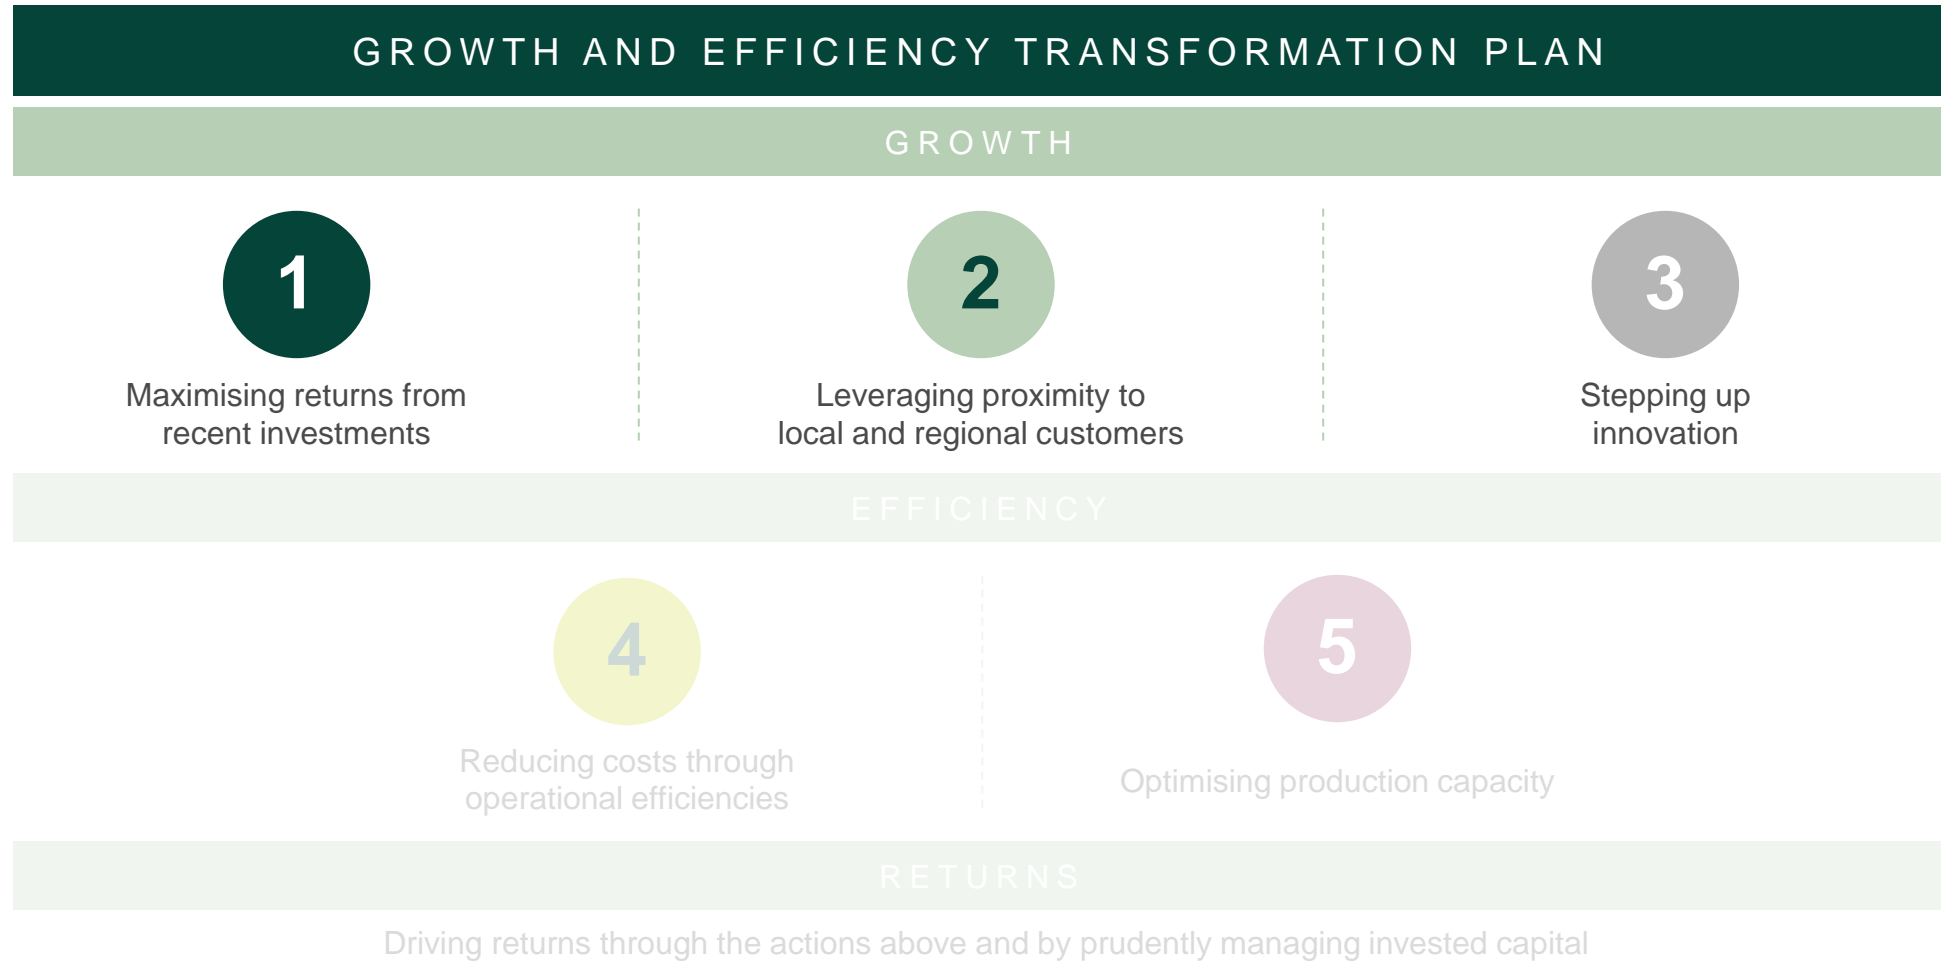 GROWTH AND EFFICIENCY TRANSFORMATION PLAN
GROWTH
1
Maximising returns from
recent investments
2
Leveraging proximity to
local and regional customers
3
Stepping up
innovation
EFFICIENCY
4
Reducing costs through
operational efficiencies
5
Optimising production capacity
RETURNS
Driving returns through the actions above and by prudently managing invested capital